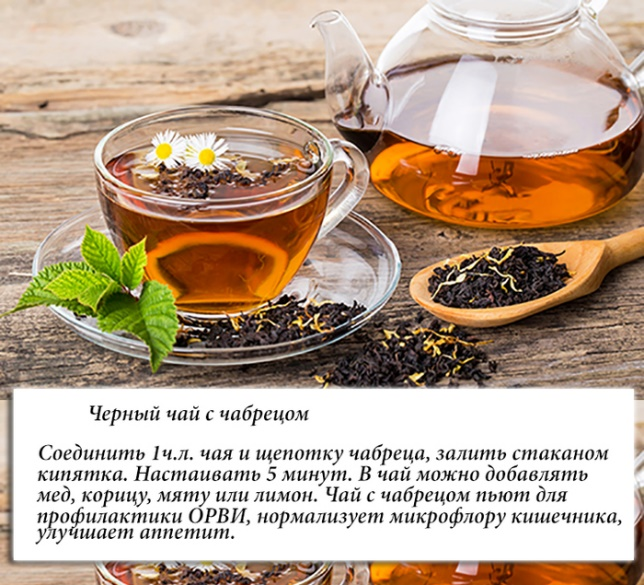 Черный чай с чабрецом
Соединить 1ч.л. чая и щепотку чабреца, залить стаканом
кипятка. Настаивать 5 минут. В чай можно добавлять
мед, корицу, мяту или лимон. Чай с чабрецом пьют для
профилактики ОРВИ, нормализует микрофлору кишечника,
улучшает аппетит.